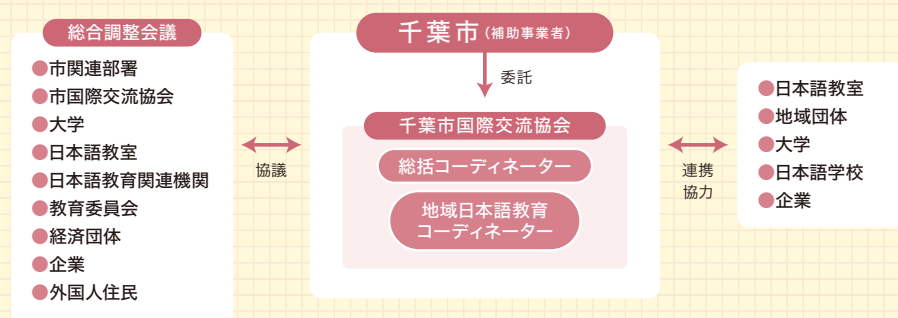 総合調整会議
●市関連部署
●市国際交流協会
●大学
●日本語教室
●日本語教育関連機関
●教育委員会
●経済団体
●企業
●外国人住民
協議
千葉市(補助事業者)
委託
千葉市国際交流協会
総括コーディネーター
地域日本語教育
コーディネーター
連携
協力
●日本語教室
●地域団体
●大学
●日本語学校
●企業